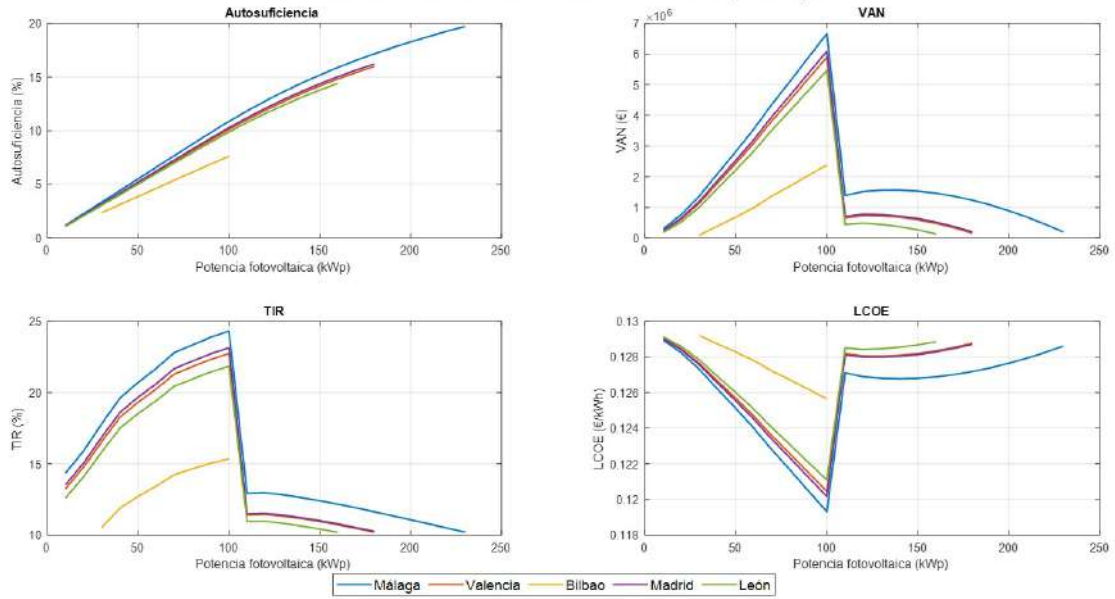 Autosuficiencia
20
15
10
5
0
Autosuficiencia (%)
0 50 100 150 200 250
Potencia fotovoltaica (kWp)
VAN
×10⁶
7
6
5
4
3
2
1
0
VAN (€)
0 50 100 150 200 250
Potencia fotovoltaica (kWp)
TIR
25
20
15
10
TIR (%)
0 50 100 150 200 250
Potencia fotovoltaica (kWp)
LCOE
0.13
0.128
0.126
0.124
0.122
0.12
0.118
LCOE (€/kWh)
0 50 100 150 200 250
Potencia fotovoltaica (kWp)
Málaga Valencia Bilbao Madrid León